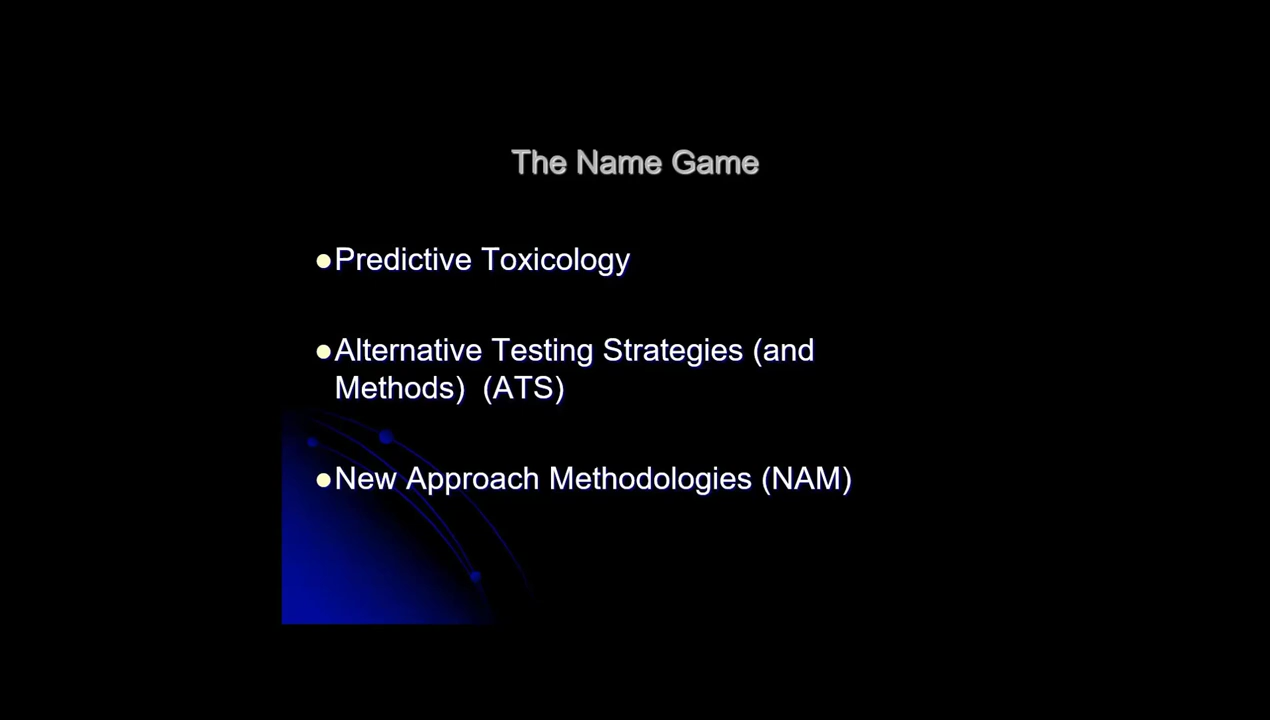 The Name Game
●Predictive Toxicology
●Alternative Testing Strategies (and
Methods)  (ATS)
●New Approach Methodologies (NAM)